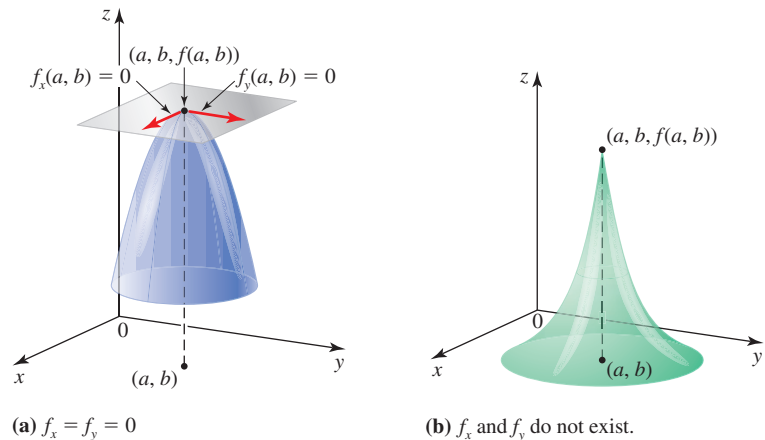 z
(a, b, f(a, b))
f_x(a, b) = 0
f_y(a, b) = 0
0
x
y
(a, b)
(a) f_x = f_y = 0
z
(a, b, f(a, b))
0
x
y
(a, b)
(b) f_x and f_y do not exist.